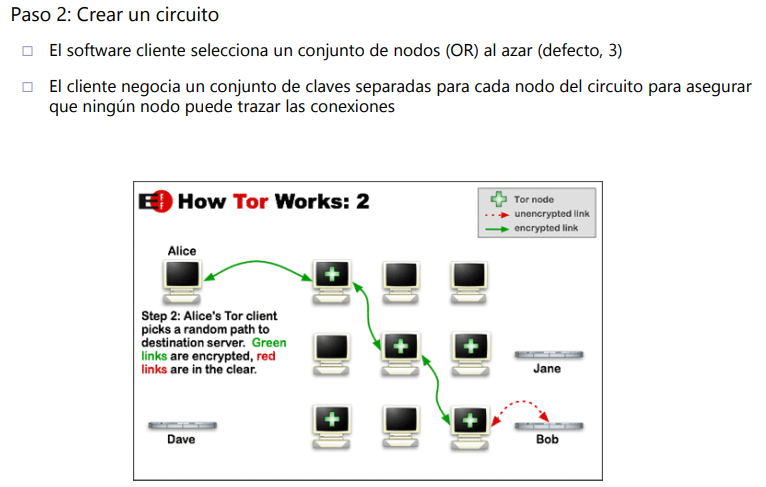 Paso 2: Crear un circuito
El software cliente selecciona un conjunto de nodos (OR) al azar (defecto, 3)
El cliente negocia un conjunto de claves separadas para cada nodo del circuito para asegurar
que ningún nodo puede trazar las conexiones
EFF How Tor Works: 2
Tor node
unencrypted link
encrypted link
Alice
Step 2: Alice's Tor client
picks a random path to
destination server. Green
links are encrypted, red
links are in the clear.
Jane
Dave
Bob